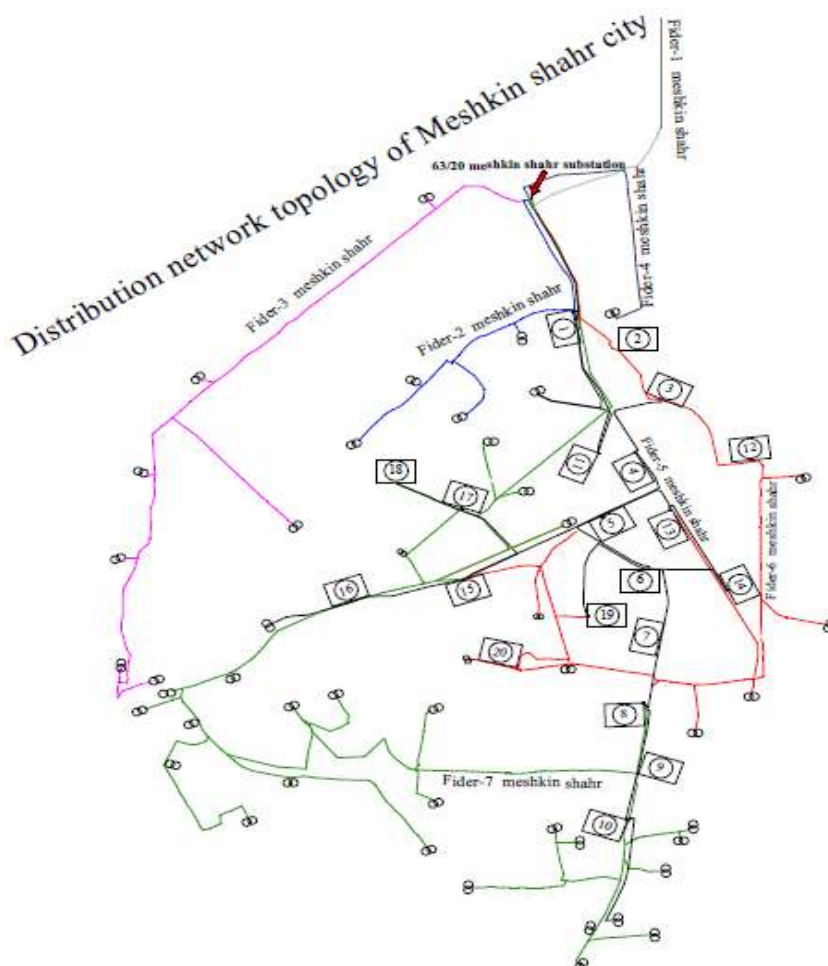 Distribution network topology of Meshkin shahr city
Fider-1 meshkin shahr
63/20 meshkin shahr substation
Fider-4 meshkin shahr
Fider-3 meshkin shahr
Fider-2 meshkin shahr
1
2
3
12
11
4
Fider-5 meshkin shahr
18
17
5
13
Fider-6 meshkin shahr
6
14
16
15
19
7
20
8
9
Fider-7 meshkin shahr
10